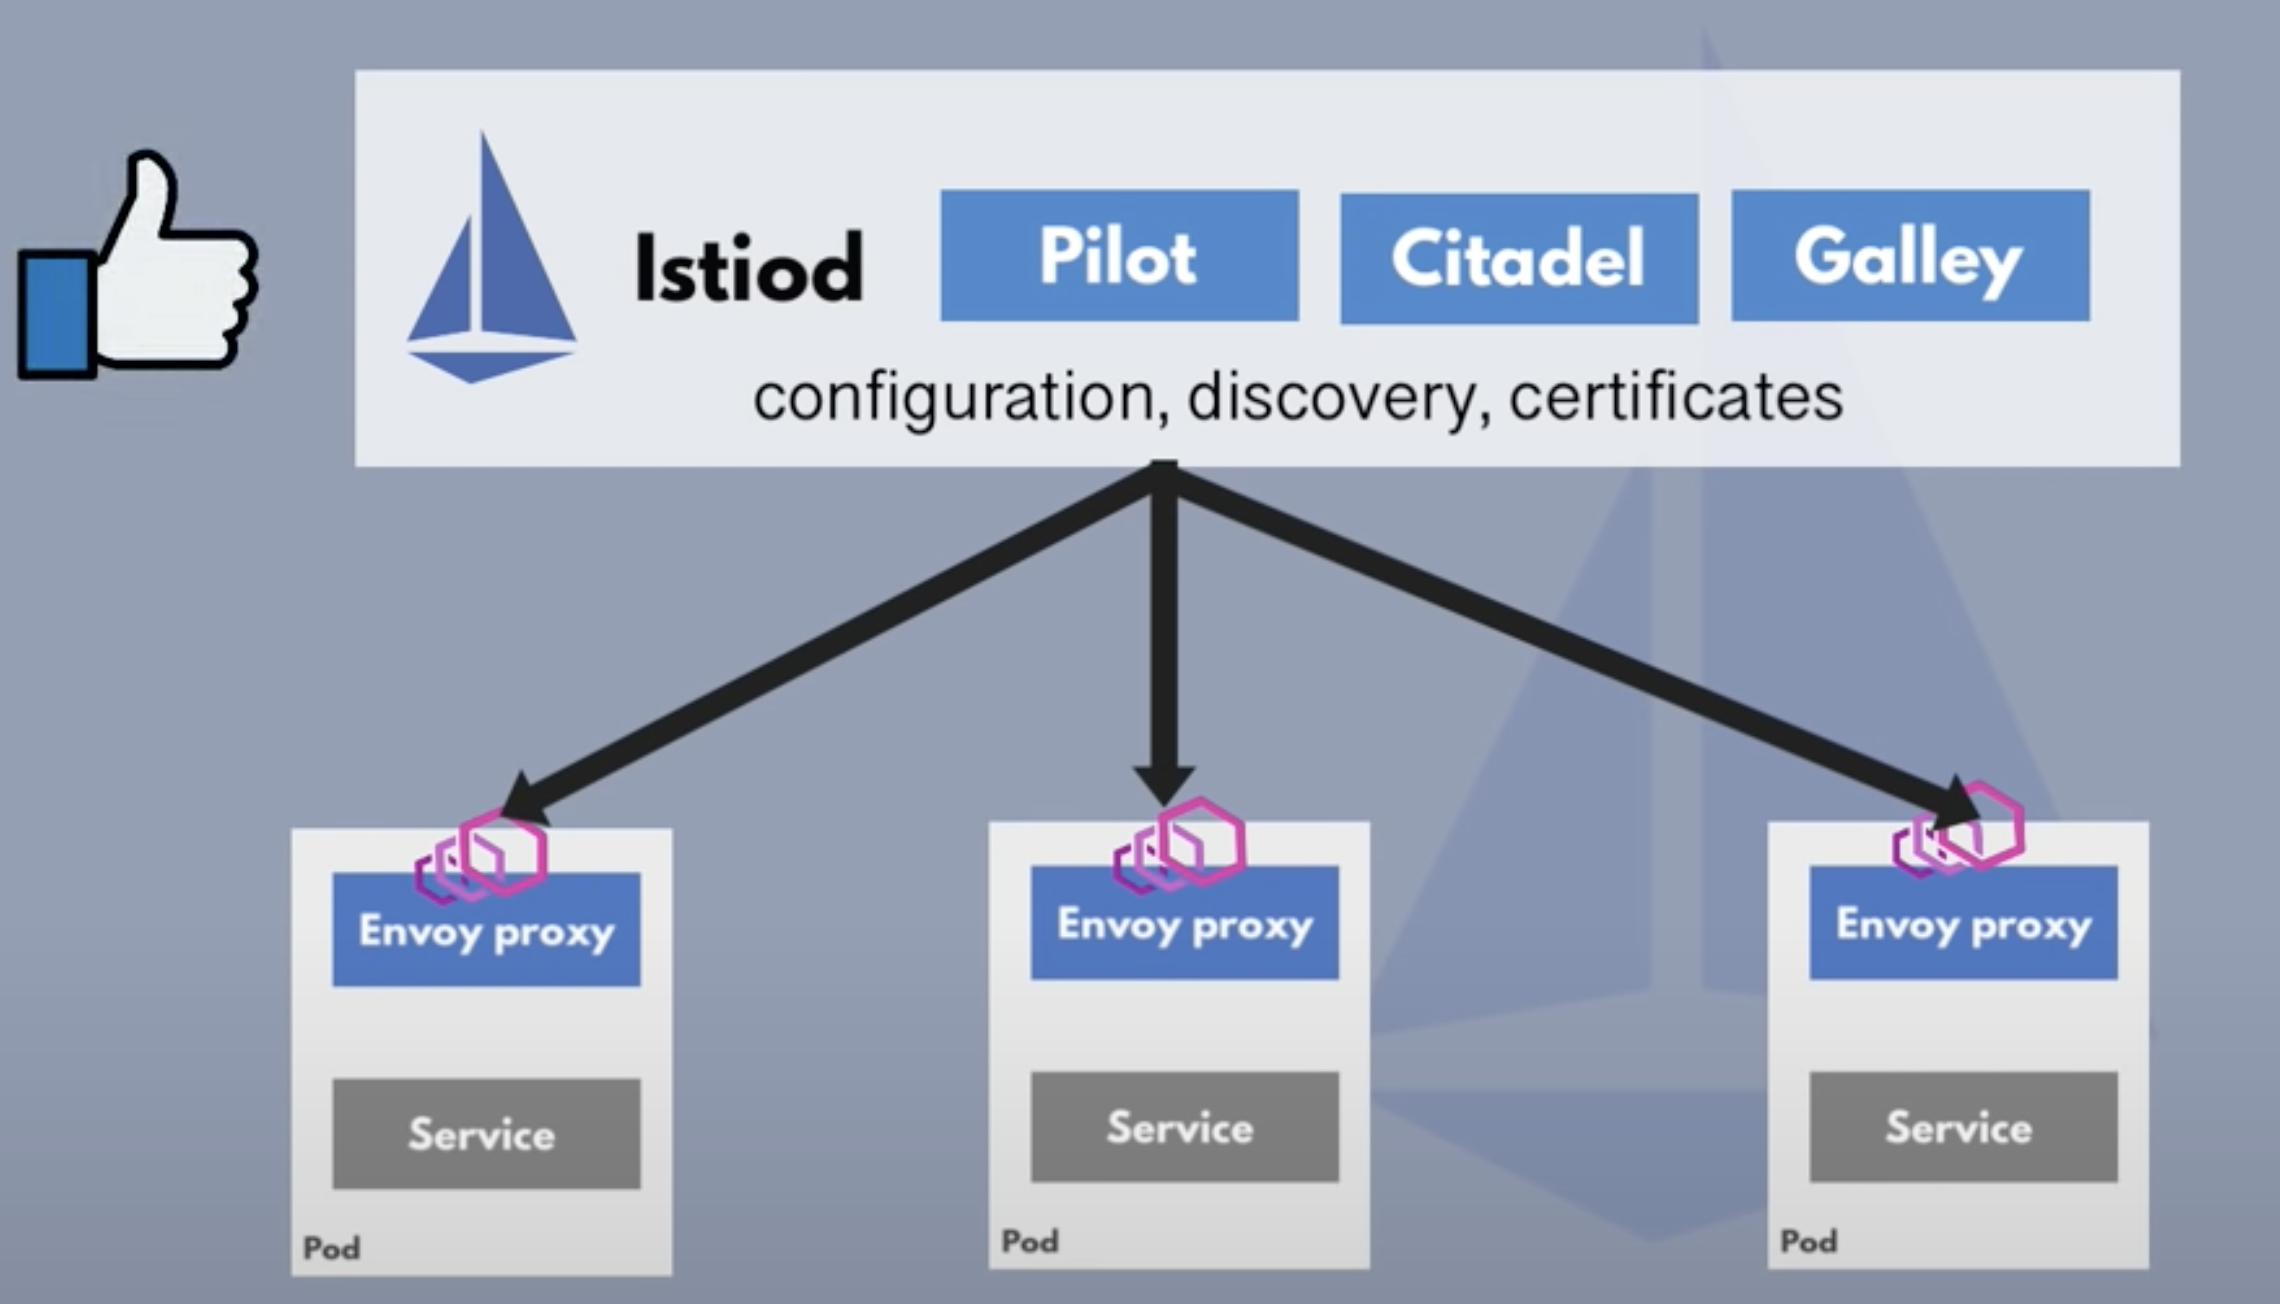 Istiod
Pilot
Citadel
Galley
configuration, discovery, certificates
Envoy proxy
Service
Pod
Envoy proxy
Service
Pod
Envoy proxy
Service
Pod